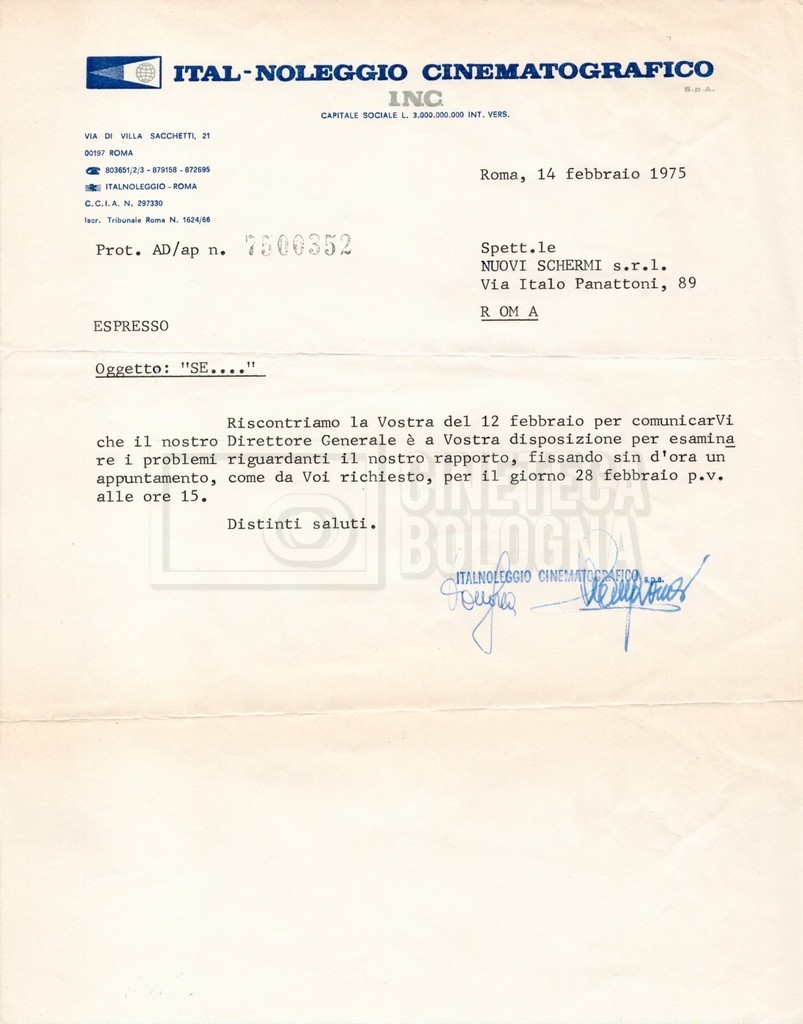 ITAL-NOLEGGIO CINEMATOGRAFICO
INC
S.p.A.
CAPITALE SOCIALE L. 3.000.000.000 INT. VERS.
VIA DI VILLA SACCHETTI, 21
00197 ROMA
803651/2/3 - 879158 - 872695
ITALNOLEGGIO - ROMA
C.C.I.A. N. 297330
Iscr. Tribunale Roma N. 1624/66
Roma, 14 febbraio 1975
Prot. AD/ap n. 7500352
Spett.le
NUOVI SCHERMI s.r.l.
Via Italo Panattoni, 89
R OM A
ESPRESSO
Oggetto: "SE...."
Riscontriamo la Vostra del 12 febbraio per comunicarVi
che il nostro Direttore Generale è a Vostra disposizione per esamina
re i problemi riguardanti il nostro rapporto, fissando sin d'ora un
appuntamento, come da Voi richiesto, per il giorno 28 febbraio p.v.
alle ore 15.
Distinti saluti.
CINETECA
BOLOGNA
ITALNOLEGGIO CINEMATOGRAFICO s.p.a.